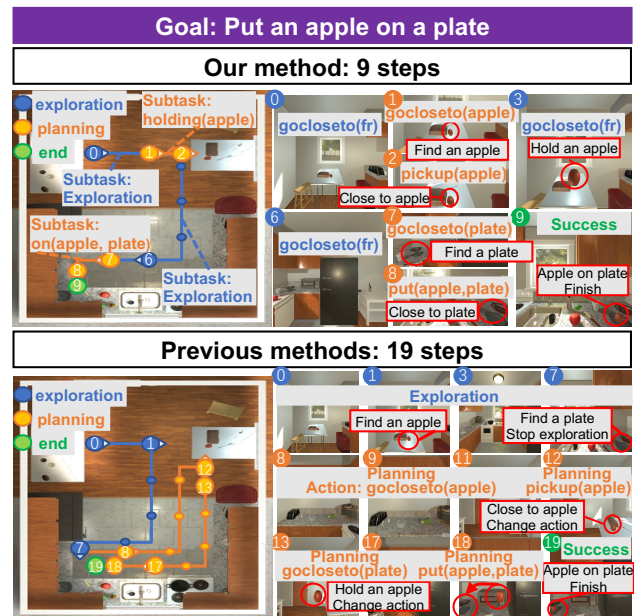 Goal: Put an apple on a plate
Our method: 9 steps
exploration
planning
end
Subtask:
holding(apple)
0
1
2
Subtask:
Exploration
Subtask:
on(apple, plate)
7
6
8
9
Subtask:
Exploration
0
gocloseto(fr)
1
gocloseto(apple)
Find an apple
2
pickup(apple)
Close to apple
3
gocloseto(fr)
Hold an apple
6
gocloseto(fr)
7
gocloseto(plate)
Find a plate
8
put(apple,plate)
Close to plate
9
Success
Apple on plate
Finish
Previous methods: 19 steps
exploration
planning
end
0
1
12
13
7
8
19
18
17
0
1
3
7
Exploration
Find an apple
Find a plate
Stop exploration
8
9
11
12
Planning
Action: gocloseto(apple)
Planning
pickup(apple)
Close to apple
Change action
13
17
18
19
Planning
gocloseto(plate)
Hold an apple
Change action
Planning
put(apple,plate)
Success
Apple on plate
Finish